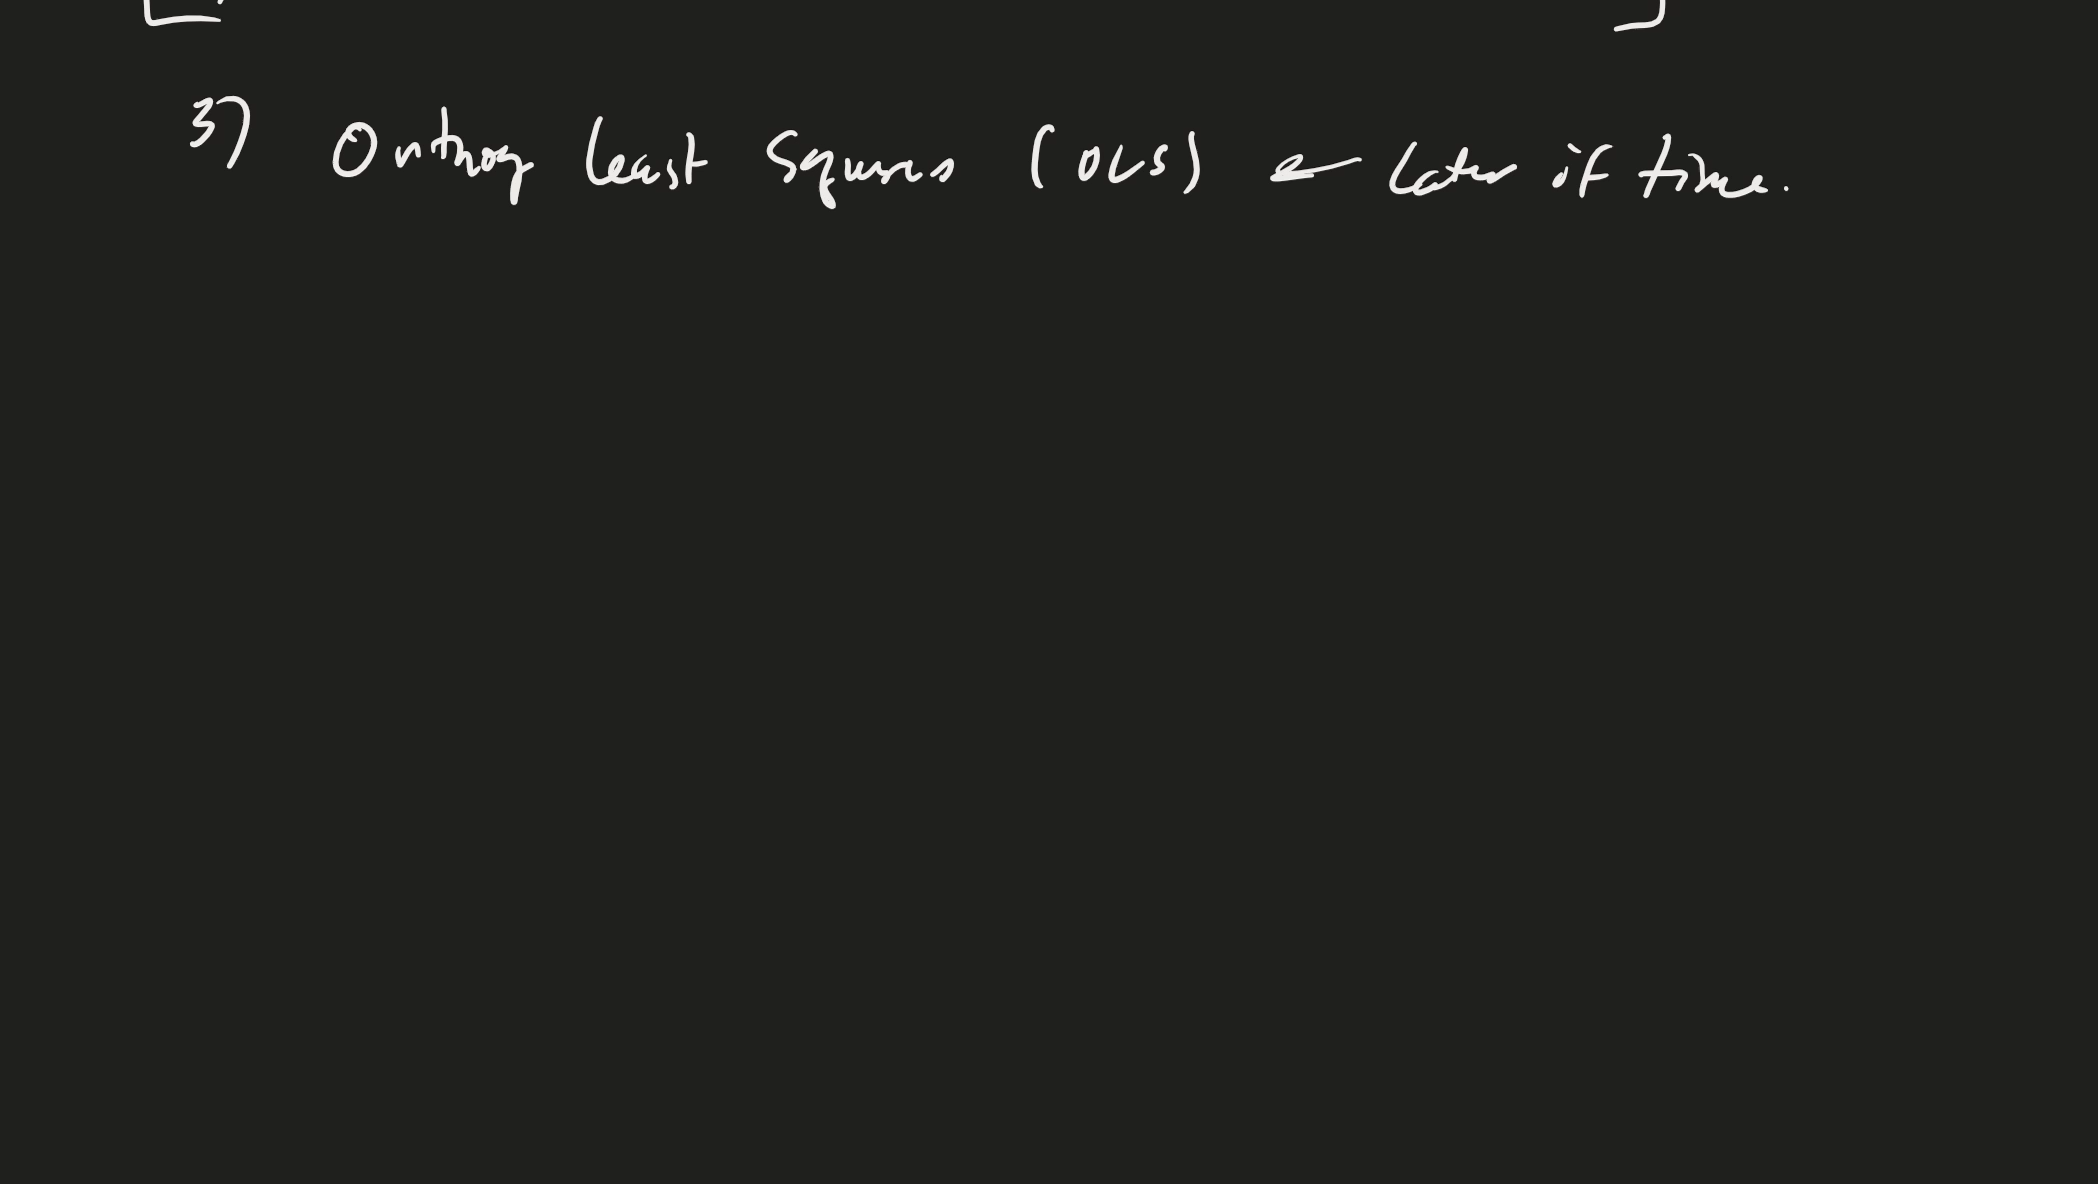 3) Orthog least squares (OLS) ← Later if time.